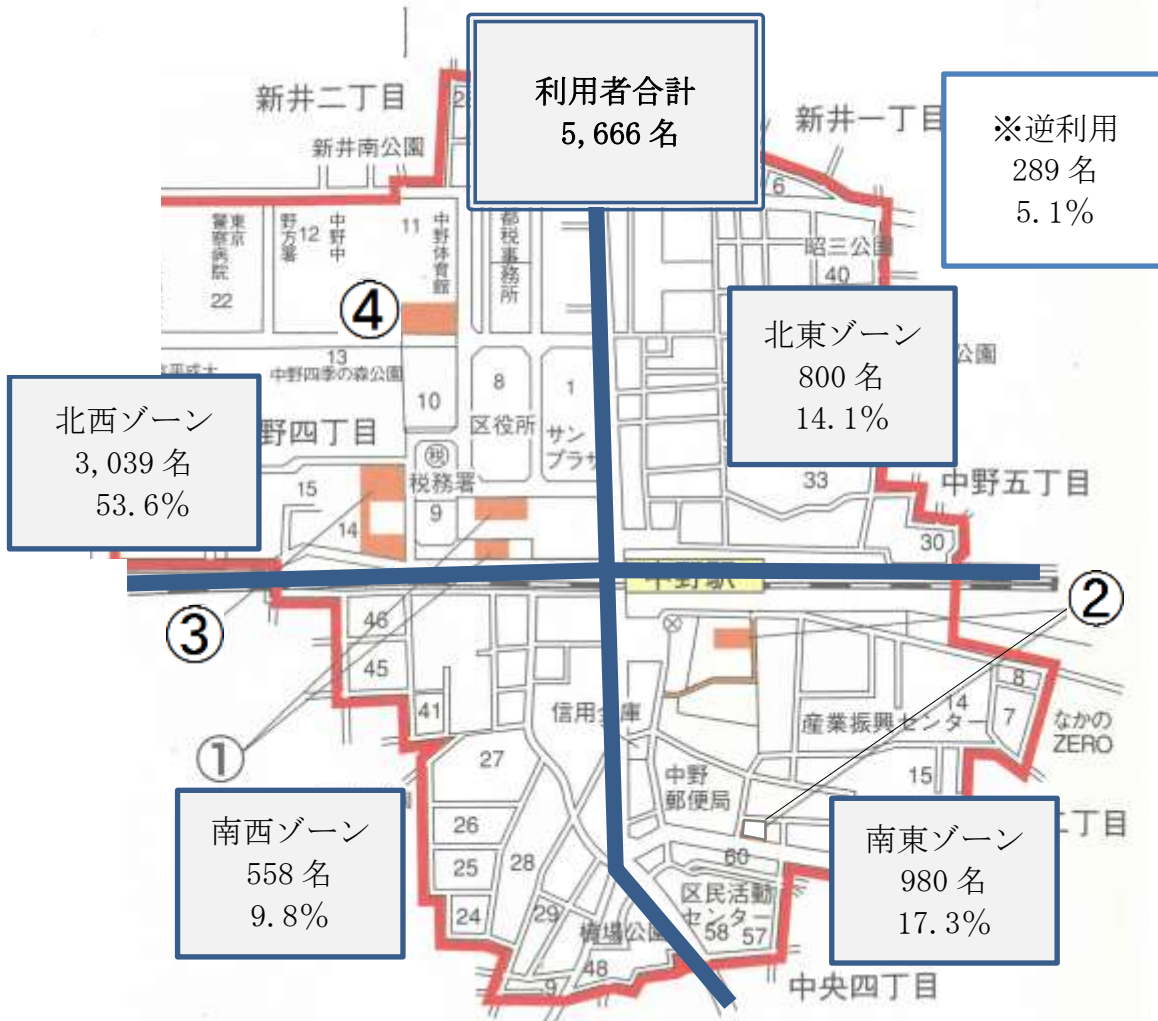 利用者合計
5,666名
※逆利用
289名
5.1%
新井二丁目
新井一丁目
2
新井南公園
6
東京
警察病院
22
野方署
12
中野中
11
中野体育館
都税事務所
昭三公園
40
④
北東ゾーン
800名
14.1%
公園
13
中野四季の森公園
10
8
区役所
1
サン
プラザ
北西ゾーン
3,039名
53.6%
野四丁目
税
税務署
33
中野五丁目
15
14
9
30
中野駅
③
②
46
45
41
信用金庫
14
8
7
産業振興センター
なかの
ZERO
①
27
中野
郵便局
15
南西ゾーン
558名
9.8%
26
25
24
28
29
60
南東ゾーン
980名
17.3%
二丁目
区民活動
センター
58
57
公園
48
9
中央四丁目